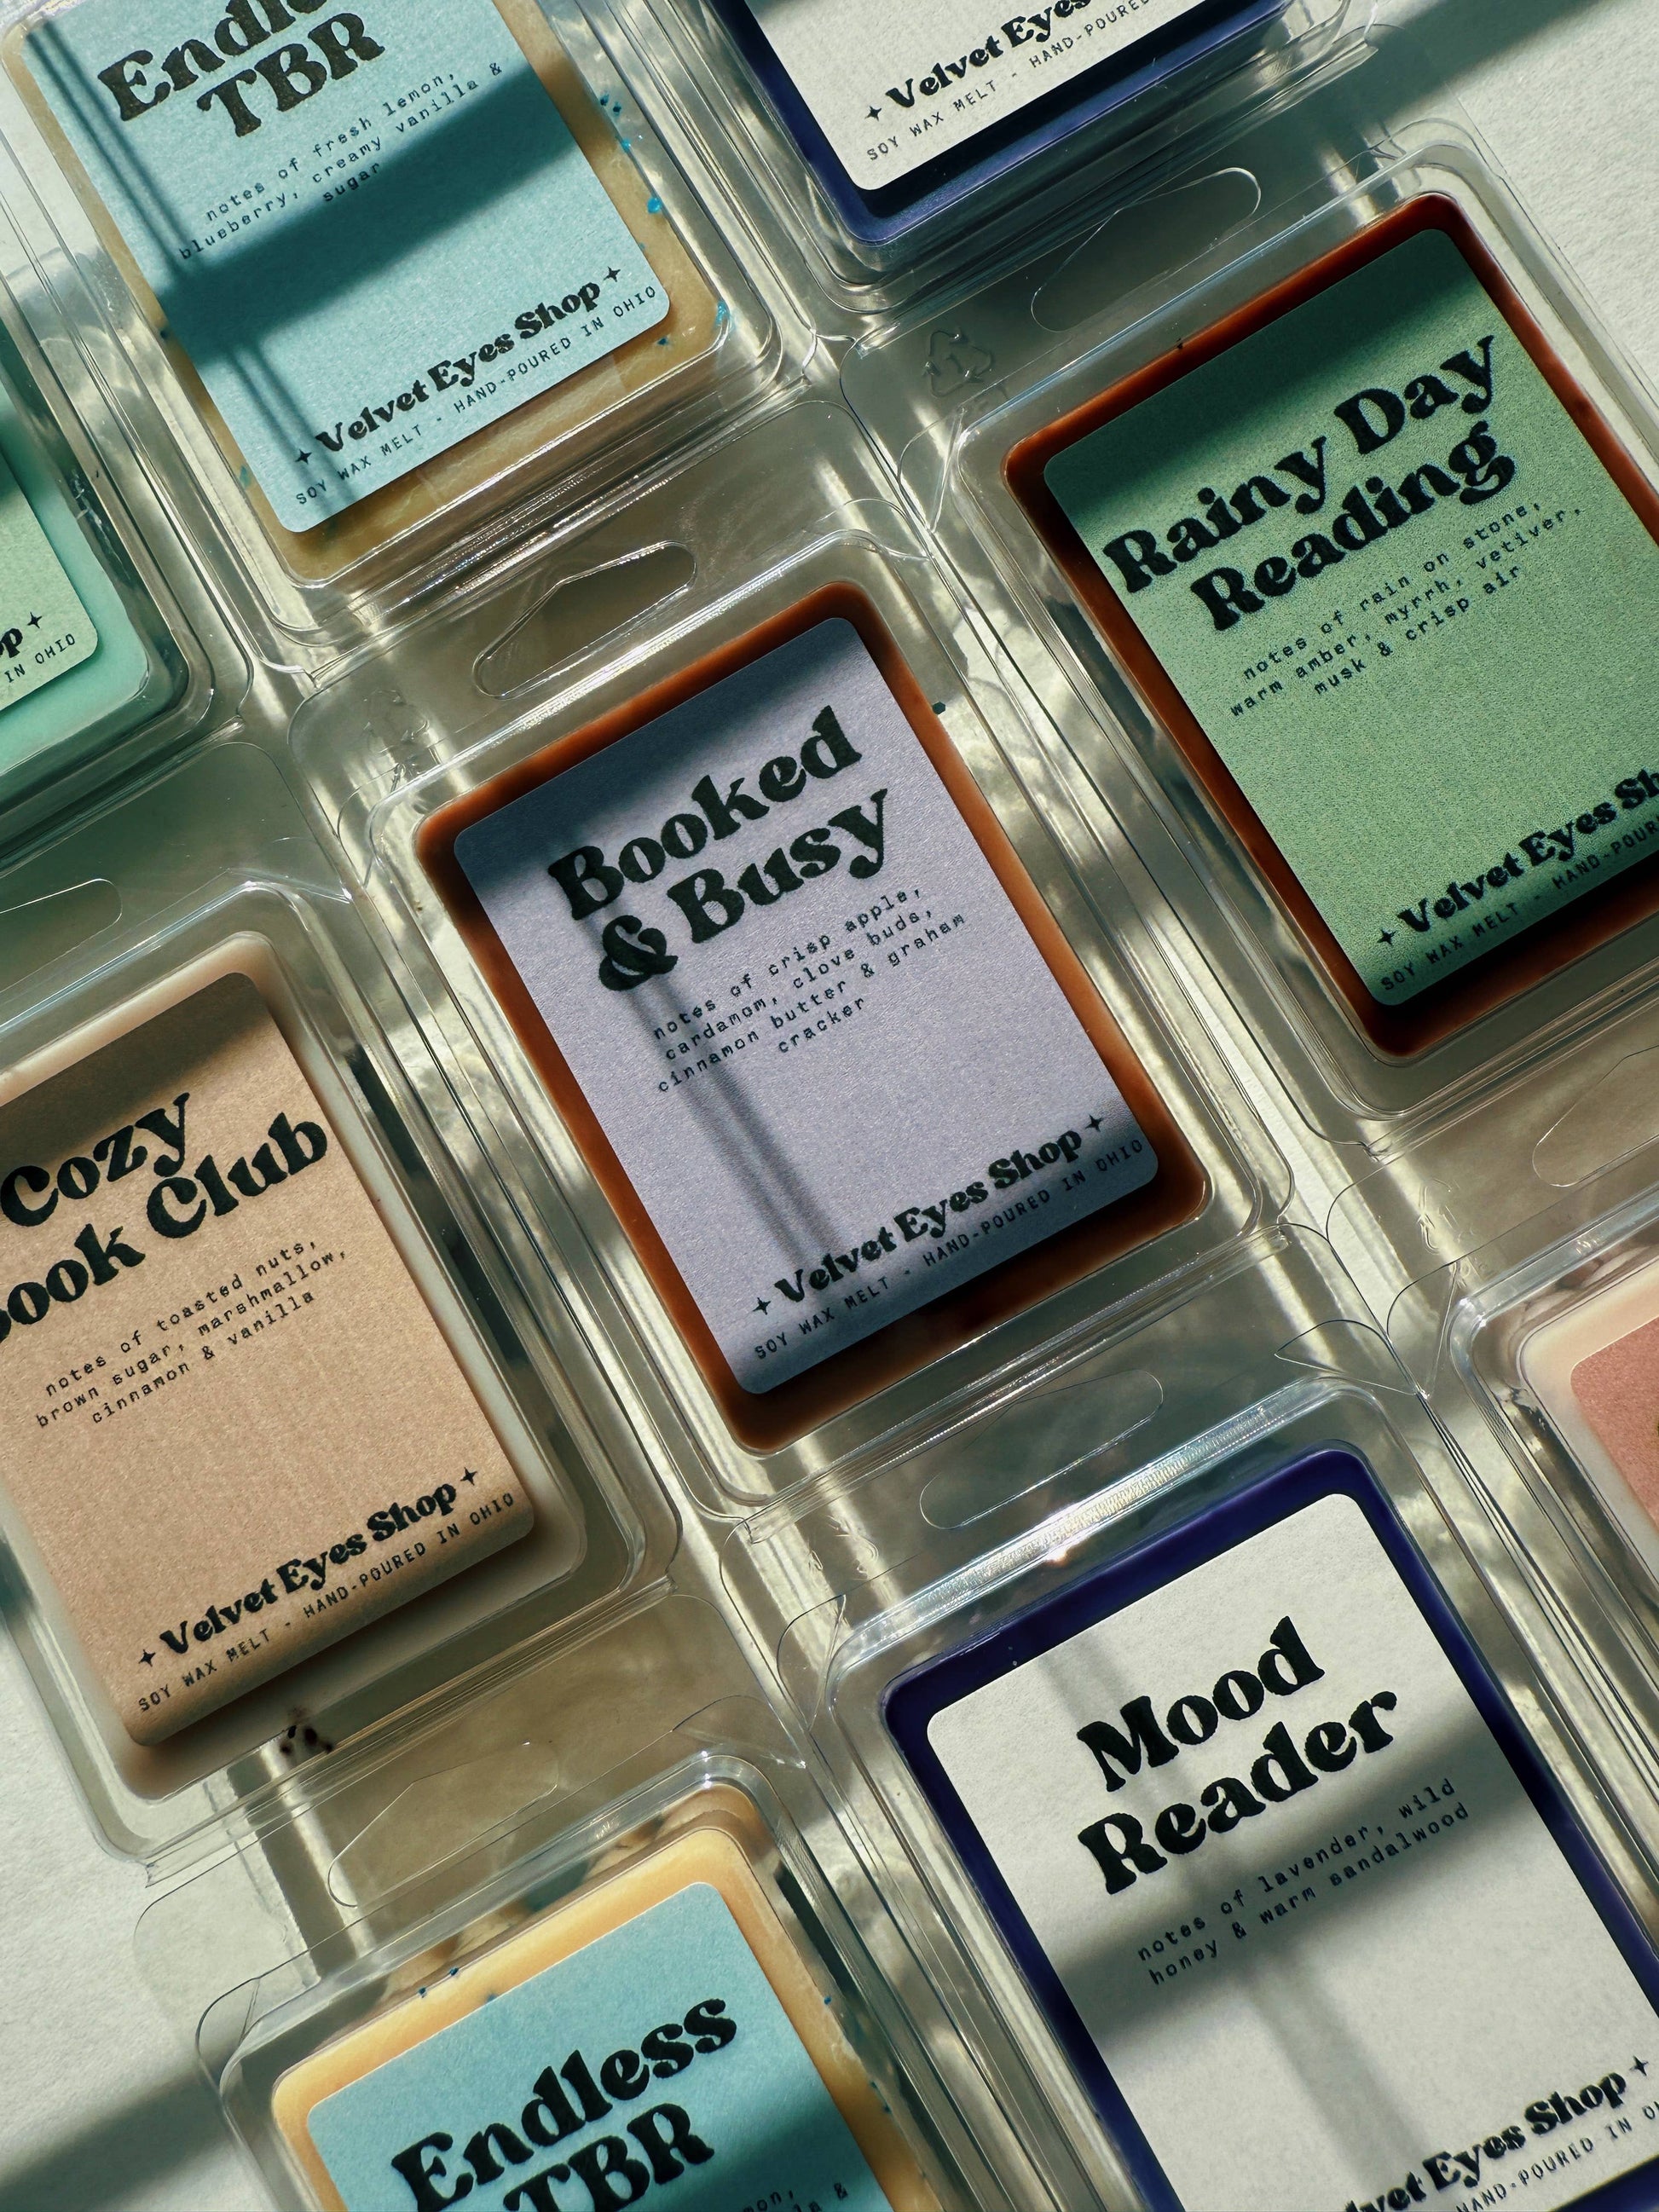 TBR
notes of fresh lemon,
blueberry, creamy vanilla &
sugar
Velvet Eyes Shop
SOY WAX MELT - HAND-POURED IN OHIO
Velvet Eyes
SOY WAX MELT - HAND-POURED
IN OHIO
Rainy Day
Reading
notes of rain on stone,
warm amber, myrrh, vetiver,
musk & crisp air
Velvet Eyes
SOY WAX MELT - HAND-POURED
Booked
& Busy
notes of crisp apple,
cardamom, clove buds,
cinnamon butter & graham
cracker
Velvet Eyes Shop
SOY WAX MELT - HAND-POURED IN OHIO
Cozy
Book Club
notes of toasted nuts,
brown sugar, marshmallow,
cinnamon & vanilla
Velvet Eyes Shop
SOY WAX MELT - HAND-POURED IN OHIO
Mood
Reader
notes of lavender, wild
honey & warm sandalwood
Eyes Shop
HAND-POURED IN
Endless
TBR